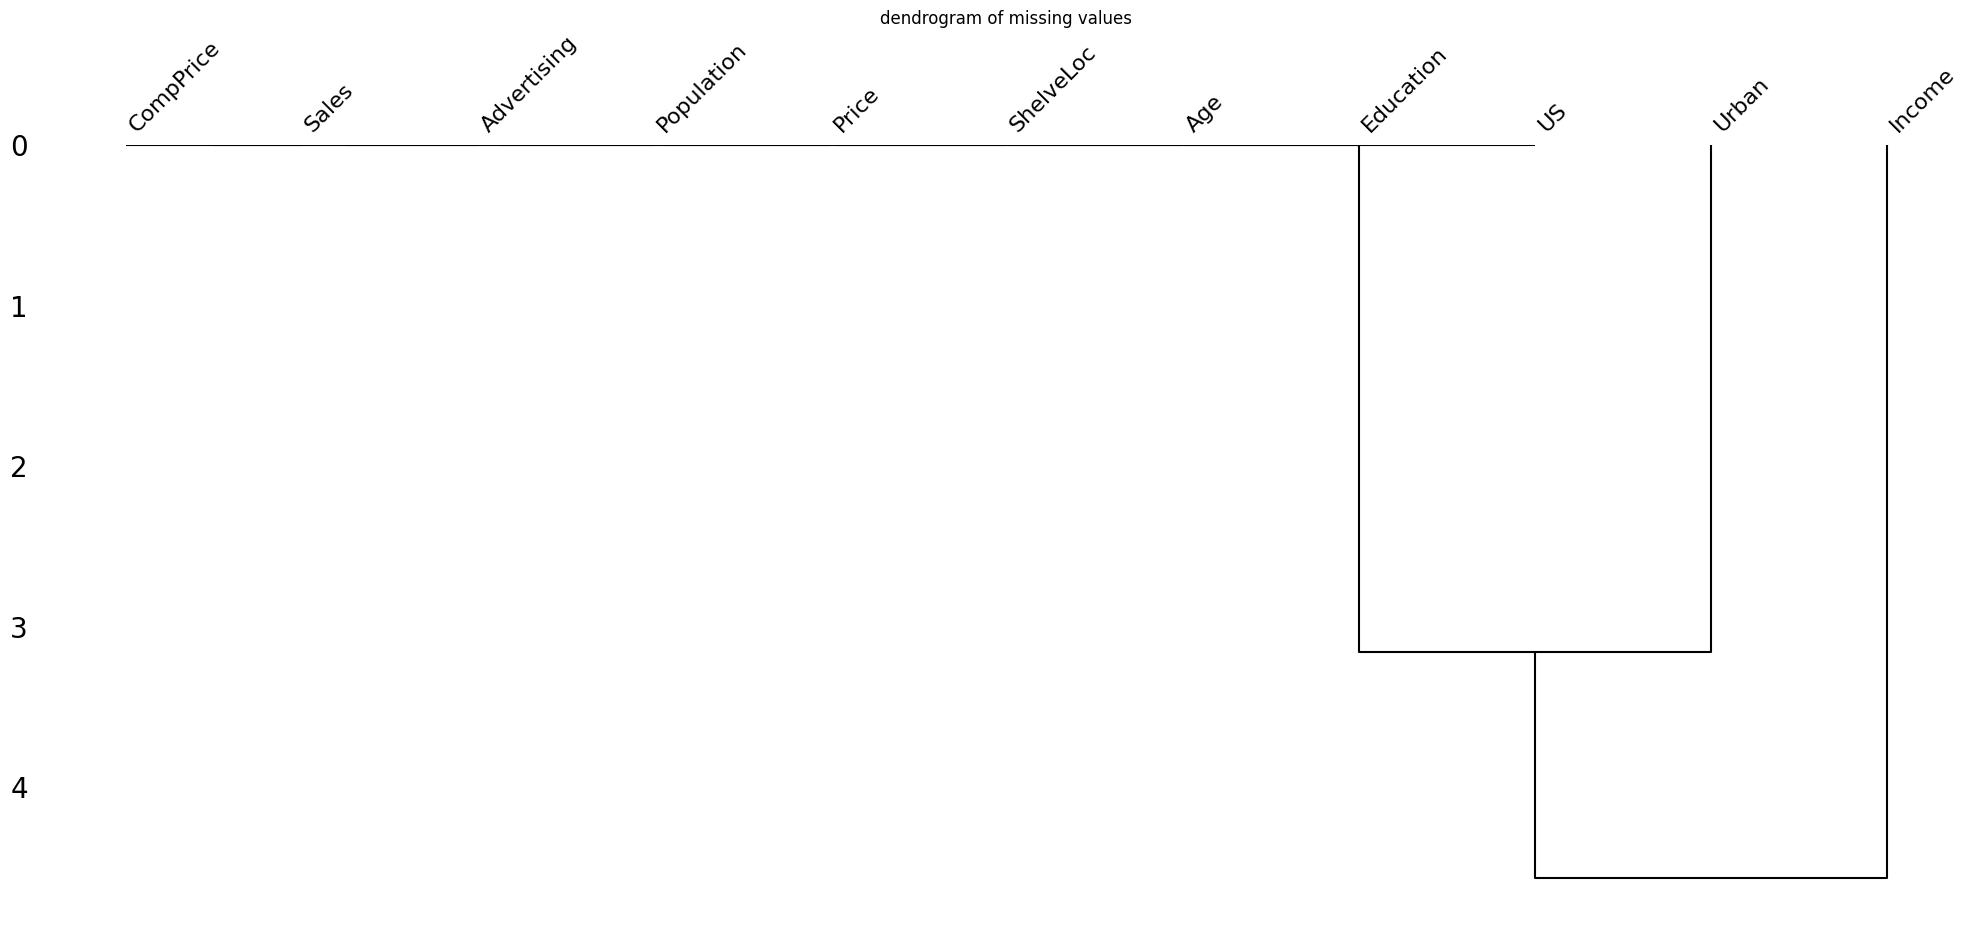 dendrogram of missing values
CompPrice
Sales
Advertising
Population
Price
ShelveLoc
Age
Education
US
Urban
Income
0
1
2
3
4